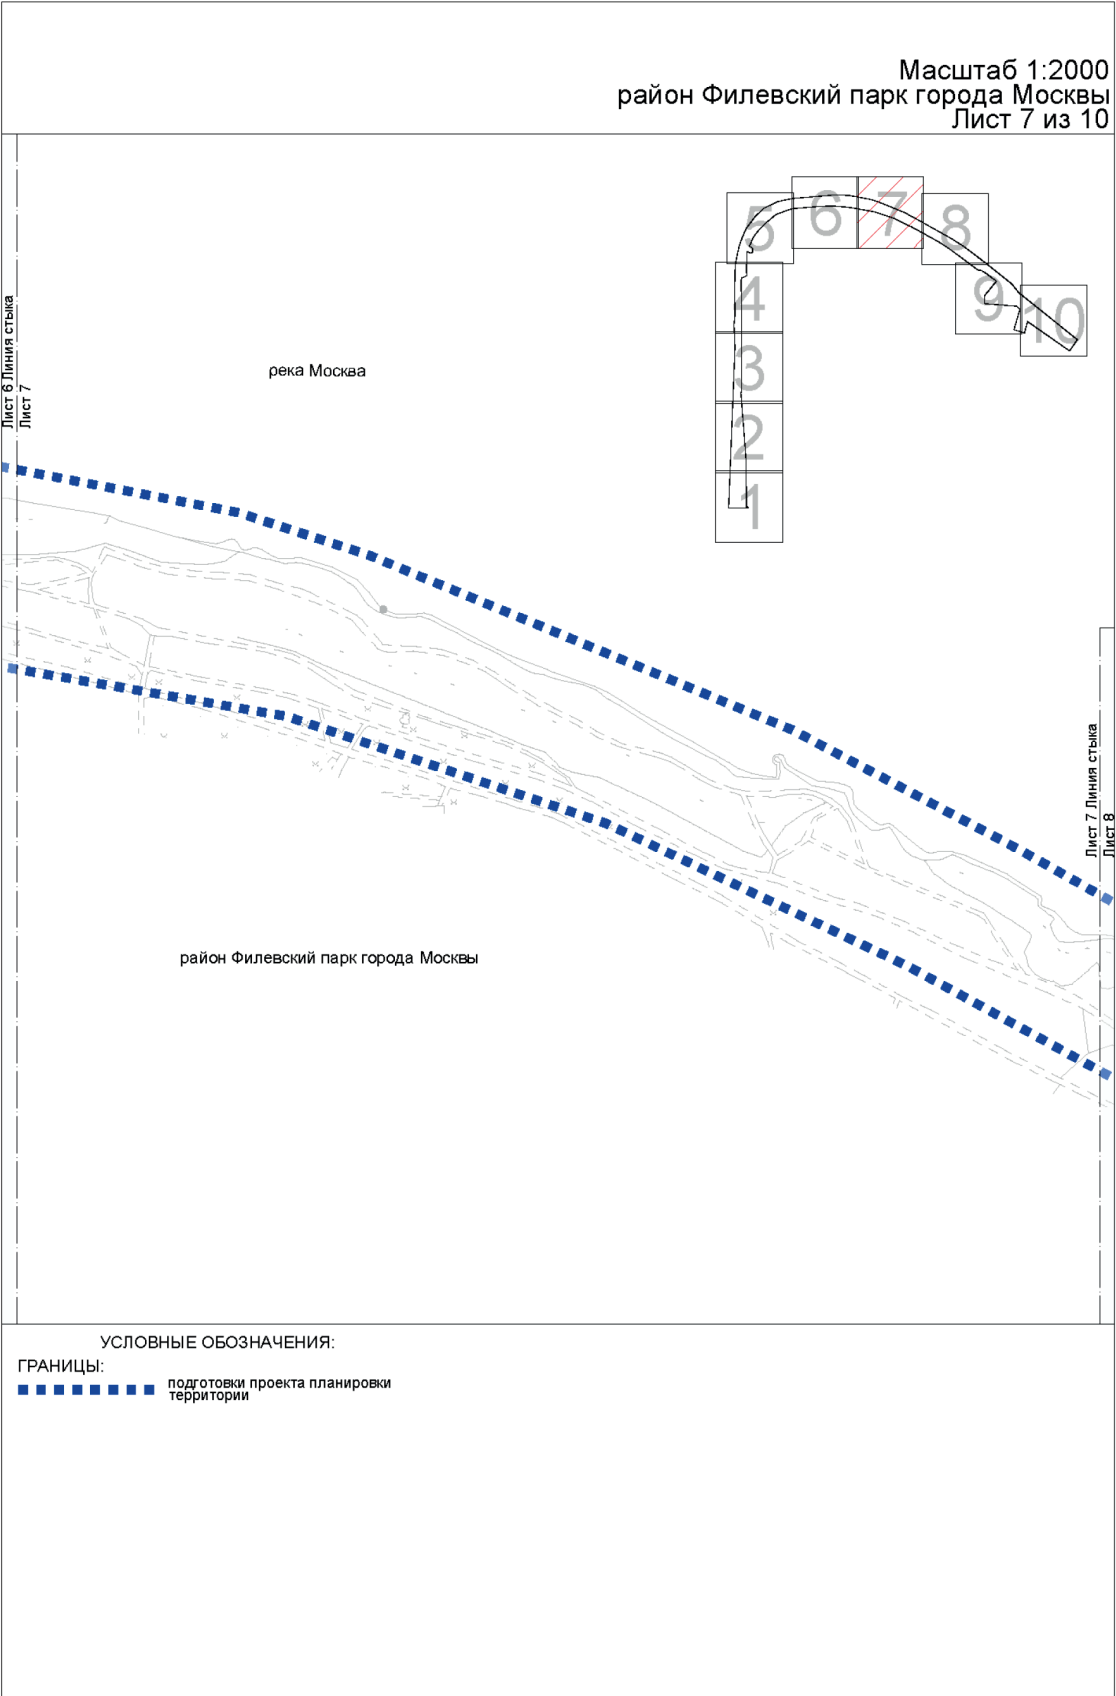 Масштаб 1:2000
район Филевский парк города Москвы
Лист 7 из 10
5
6
7
8
4
9
10
3
2
1
Лист 6 Линия стыка
Лист 7
река Москва
Лист 7 Линия стыка
Лист 8
район Филевский парк города Москвы
УСЛОВНЫЕ ОБОЗНАЧЕНИЯ:
ГРАНИЦЫ:
подготовки проекта планировки
территории